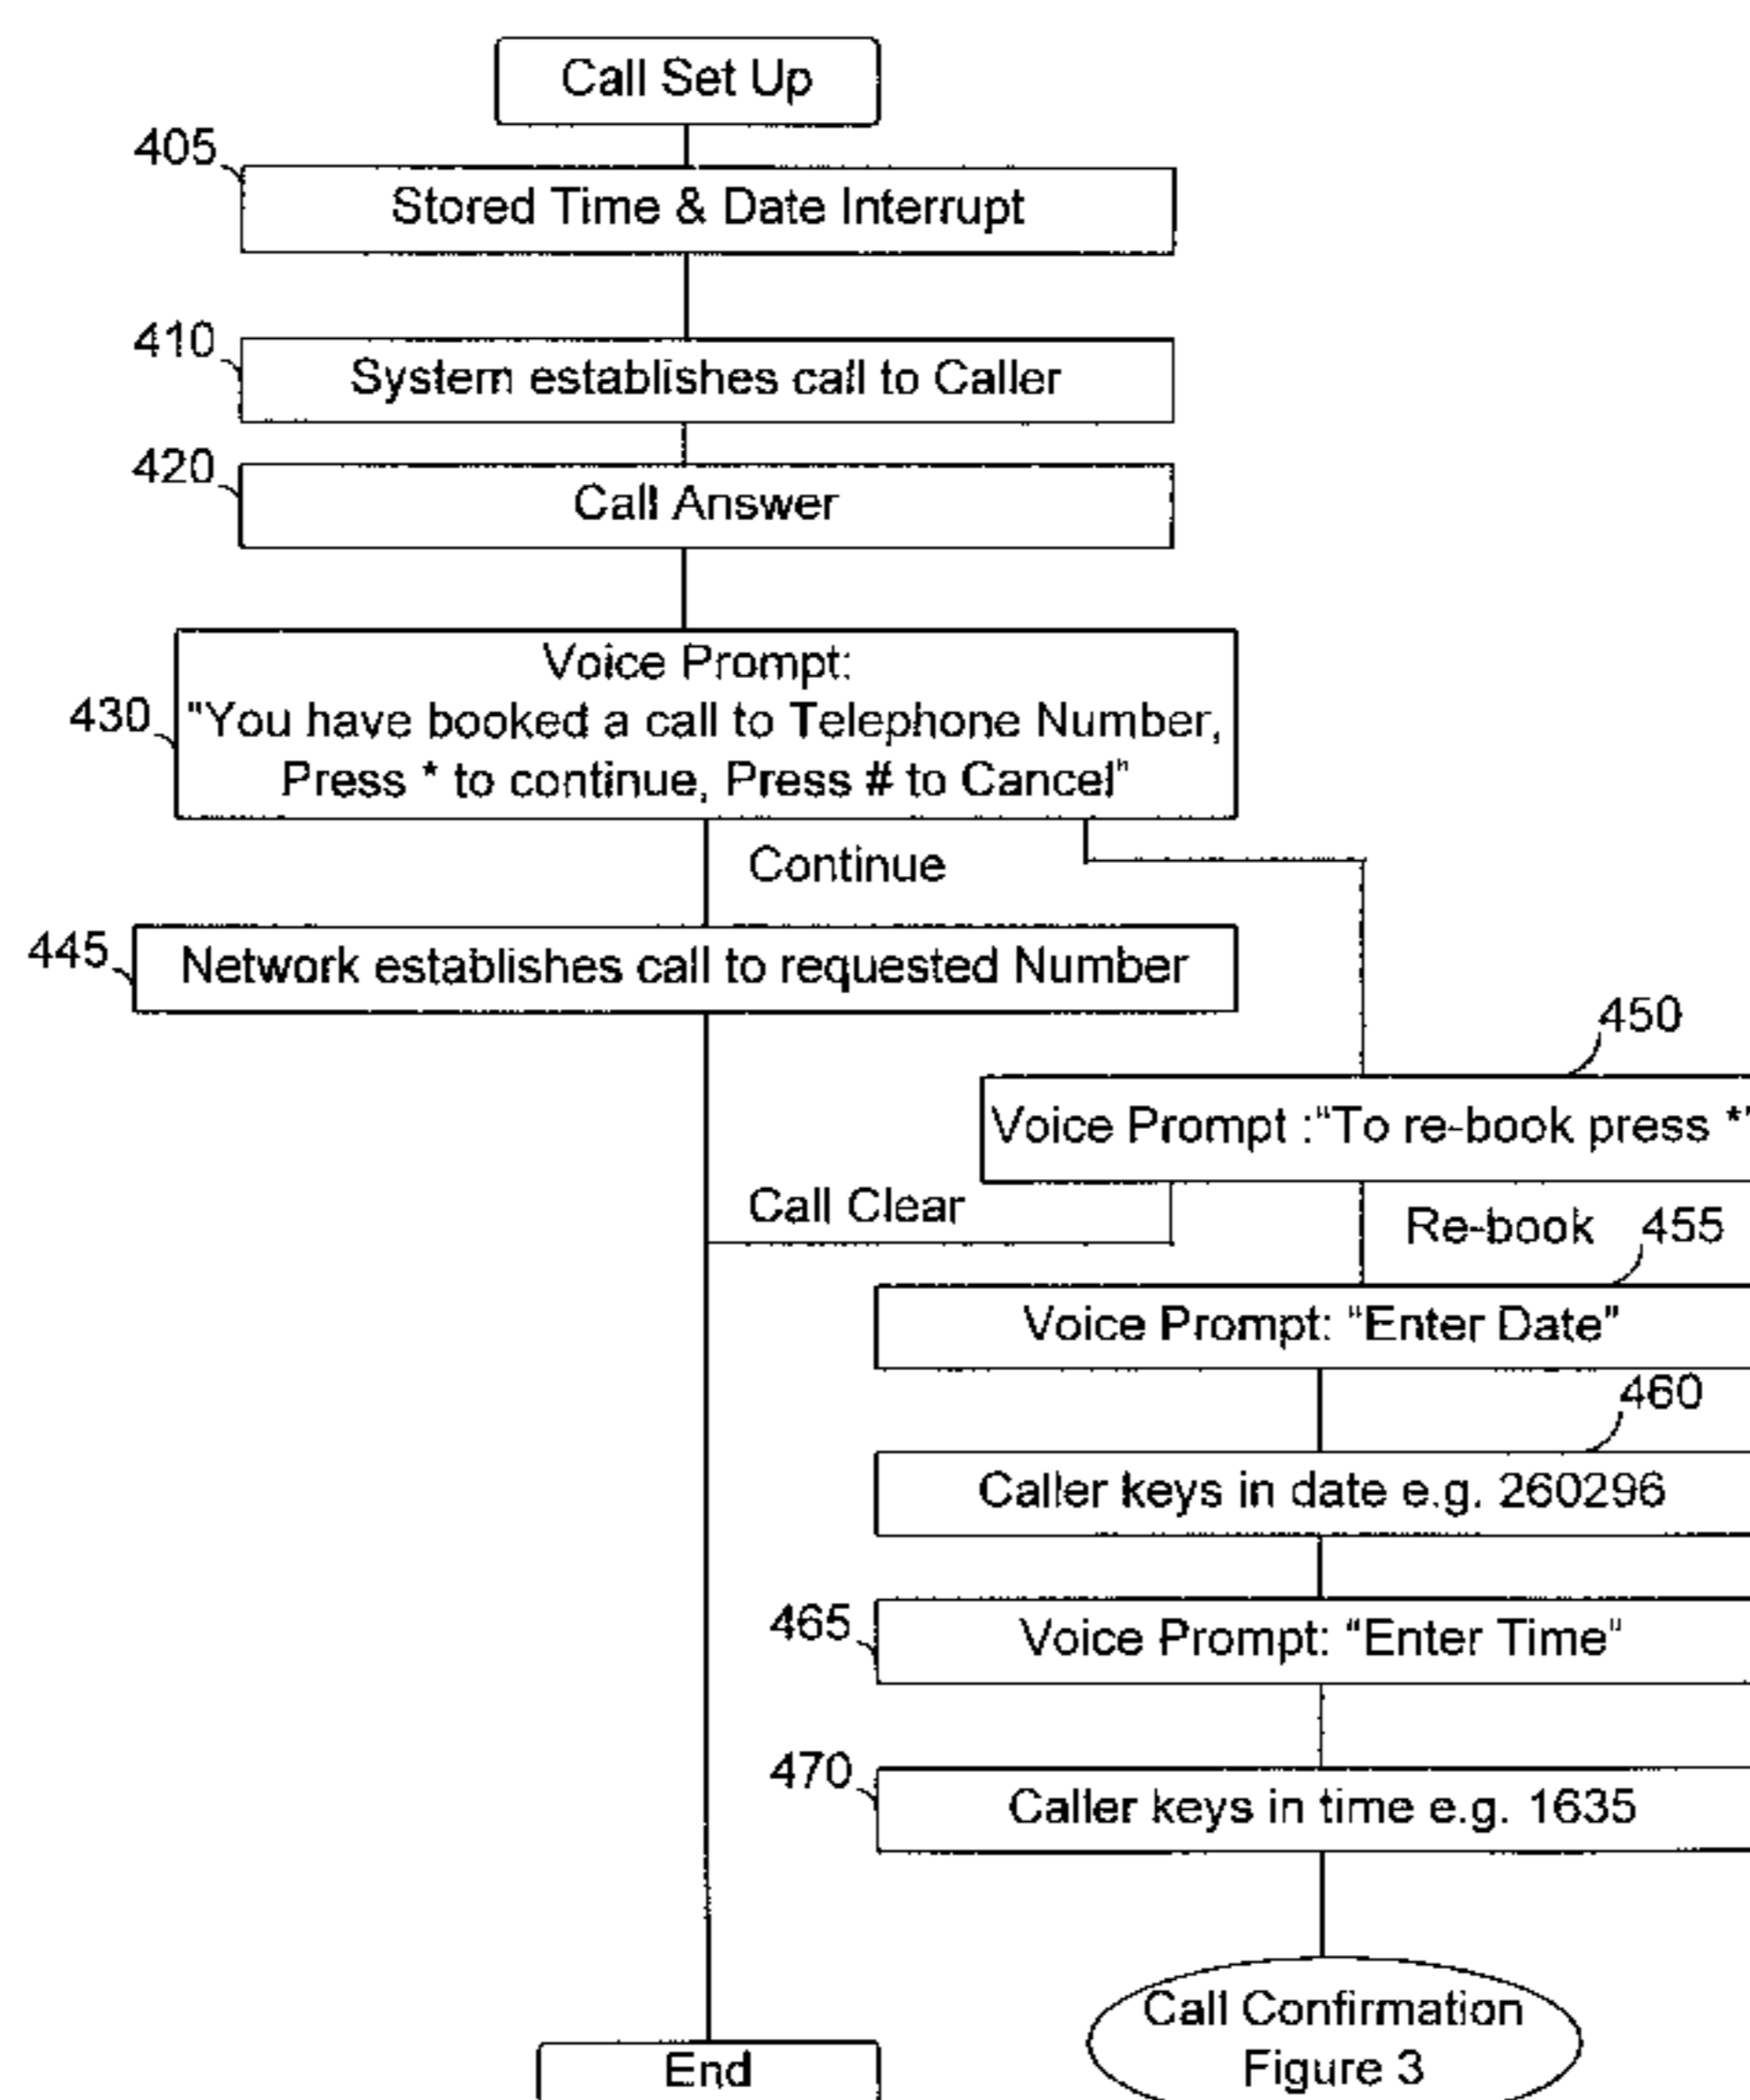 Call Set Up
405
Stored Time & Date Interrupt
410
System establishes call to Caller
420
Call Answer
430
Voice Prompt:
"You have booked a call to Telephone Number,
Press * to continue, Press # to Cancel"
Continue
445
Network establishes call to requested Number
450
Voice Prompt :"To re-book press *"
Call Clear
Re-book
455
Voice Prompt: "Enter Date"
460
Caller keys in date e.g. 260296
465
Voice Prompt: "Enter Time"
470
Caller keys in time e.g. 1635
Call Confirmation
Figure 3
End